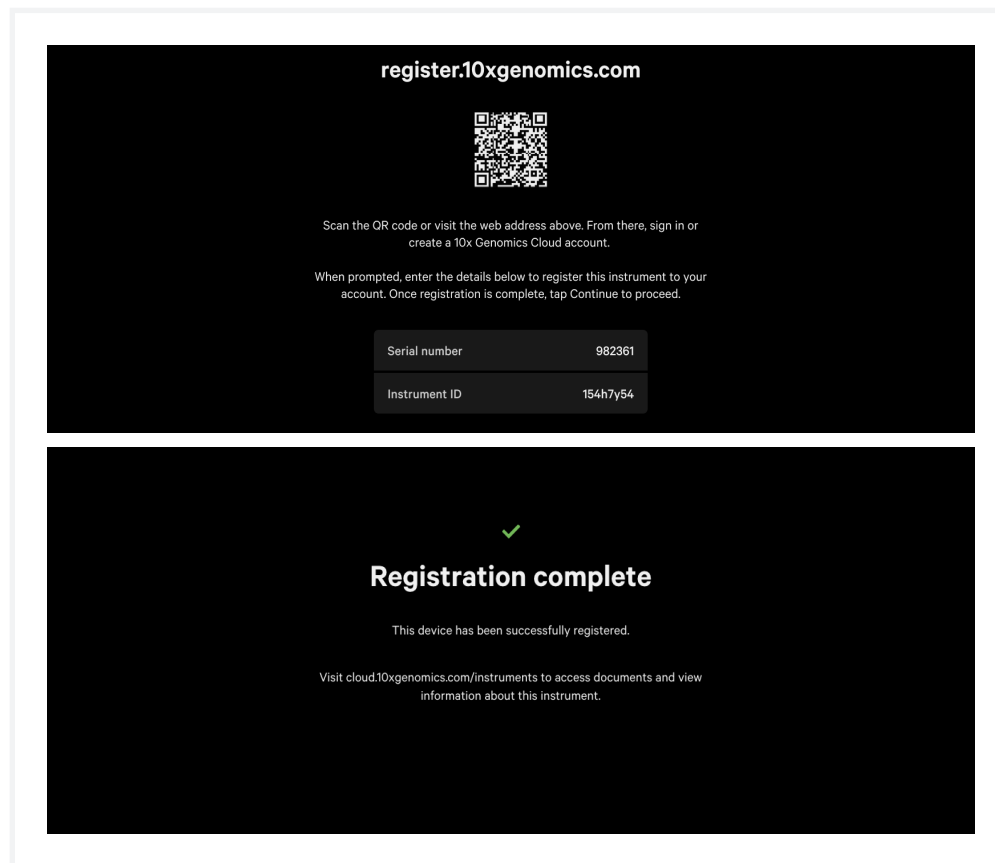 register.10xgenomics.com
Scan the QR code or visit the web address above. From there, sign in or
create a 10x Genomics Cloud account.
When prompted, enter the details below to register this instrument to your
account. Once registration is complete, tap Continue to proceed.
Serial number 982361
Instrument ID 154h7y54
Registration complete
This device has been successfully registered.
Visit cloud.10xgenomics.com/instruments to access documents and view
information about this instrument.